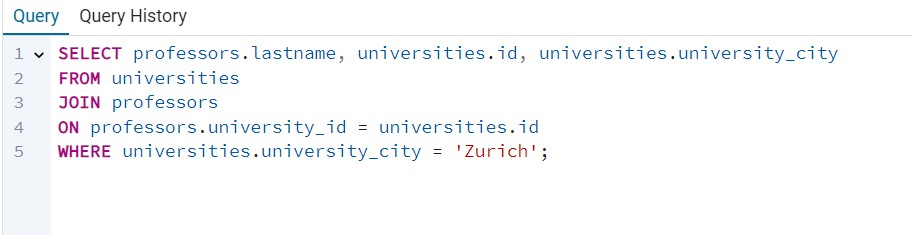 Query Query History
1 SELECT professors.lastname, universities.id, universities.university_city
2 FROM universities
3 JOIN professors
4 ON professors.university_id = universities.id
5 WHERE universities.university_city = 'Zurich';